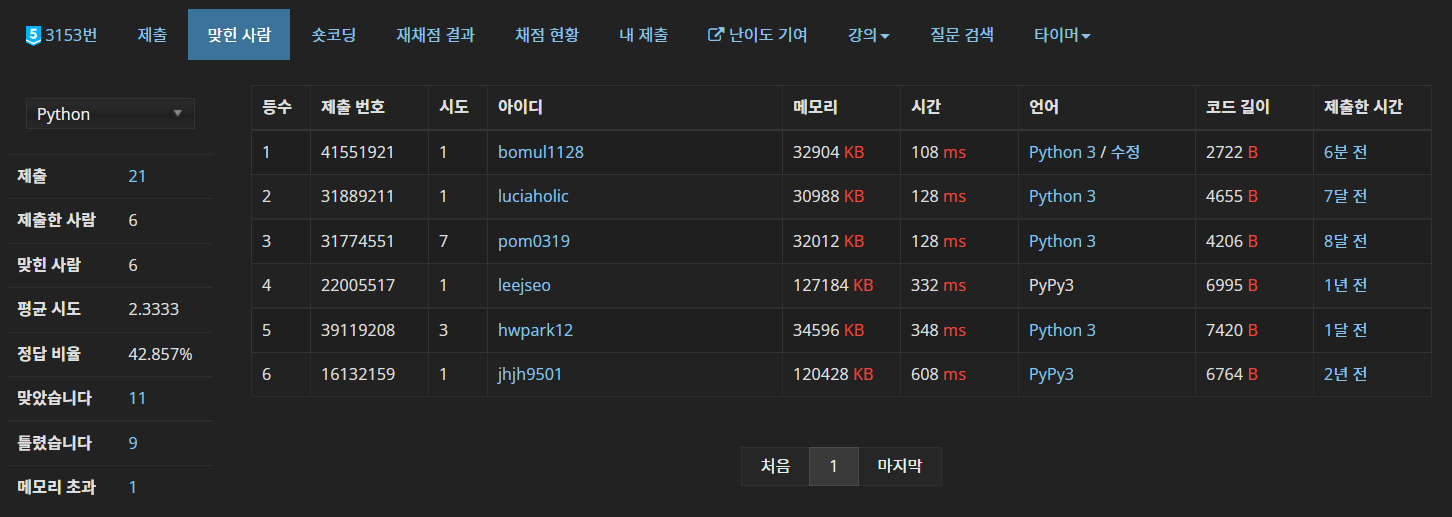 5 3153번 제출 맞힌 사람 숏코딩 재채점 결과 채점 현황 내 제출 난이도 기여 강의 질문 검색 타이머
Python
제출 21
제출한 사람 6
맞힌 사람 6
평균 시도 2.3333
정답 비율 42.857%
맞았습니다 11
틀렸습니다 9
메모리 초과 1
등수 제출 번호 시도 아이디 메모리 시간 언어 코드 길이 제출한 시간
1 41551921 1 bomul1128 32904 KB 108 ms Python 3 / 수정 2722 B 6분 전
2 31889211 1 luciaholic 30988 KB 128 ms Python 3 4655 B 7달 전
3 31774551 7 pom0319 32012 KB 128 ms Python 3 4206 B 8달 전
4 22005517 1 leejseo 127184 KB 332 ms PyPy3 6995 B 1년 전
5 39119208 3 hwpark12 34596 KB 348 ms Python 3 7420 B 1달 전
6 16132159 1 jhjh9501 120428 KB 608 ms PyPy3 6764 B 2년 전
처음 1 마지막